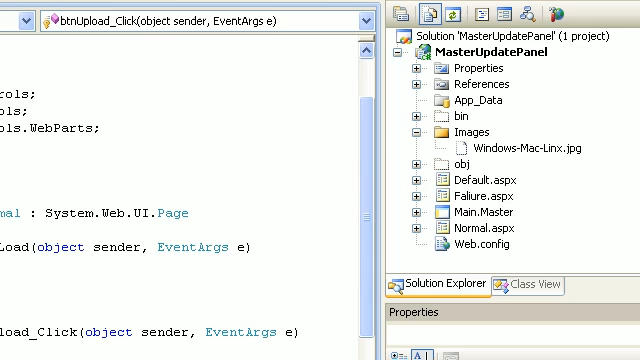 btnUpload_Click(object sender, EventArgs e)
rols;
ols;
ols.WebParts;
mal : System.Web.UI.Page
Load(object sender, EventArgs e)
load_Click(object sender, EventArgs e)
Solution 'MasterUpdatePanel' (1 project)
MasterUpdatePanel
Properties
References
App_Data
bin
Images
Windows-Mac-Linx.jpg
obj
Default.aspx
Faliure.aspx
Main.Master
Normal.aspx
Web.config
Solution Explorer
Class View
Properties